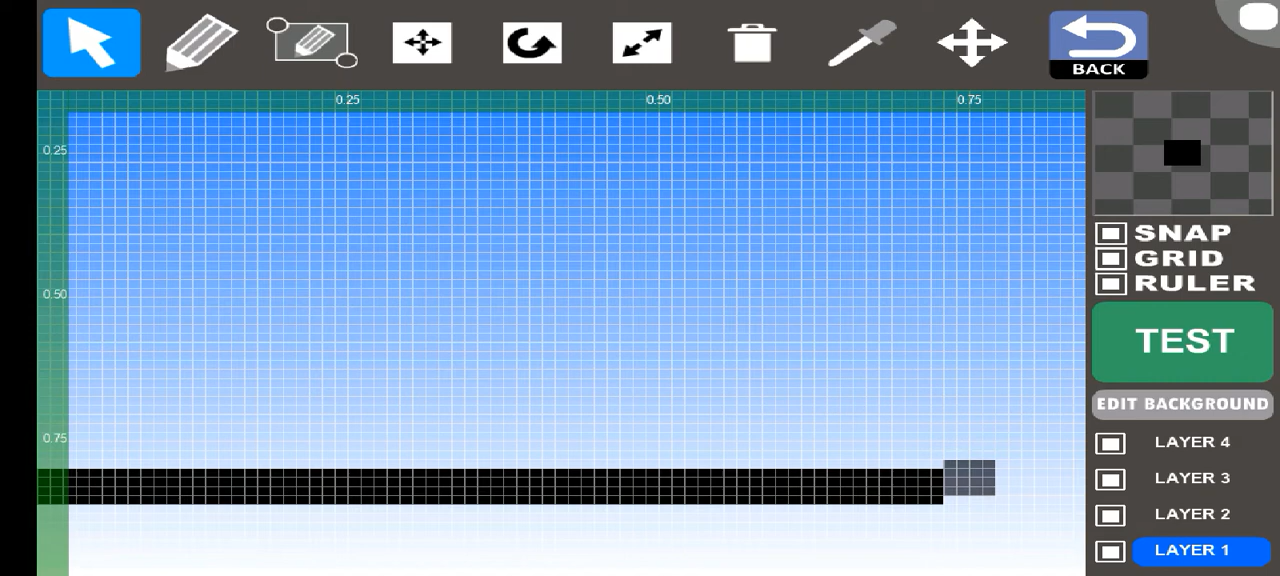 BACK
0.25 0.50 0.75
0.25
0.50
0.75
SNAP
GRID
RULER
TEST
EDIT BACKGROUND
LAYER 4
LAYER 3
LAYER 2
LAYER 1